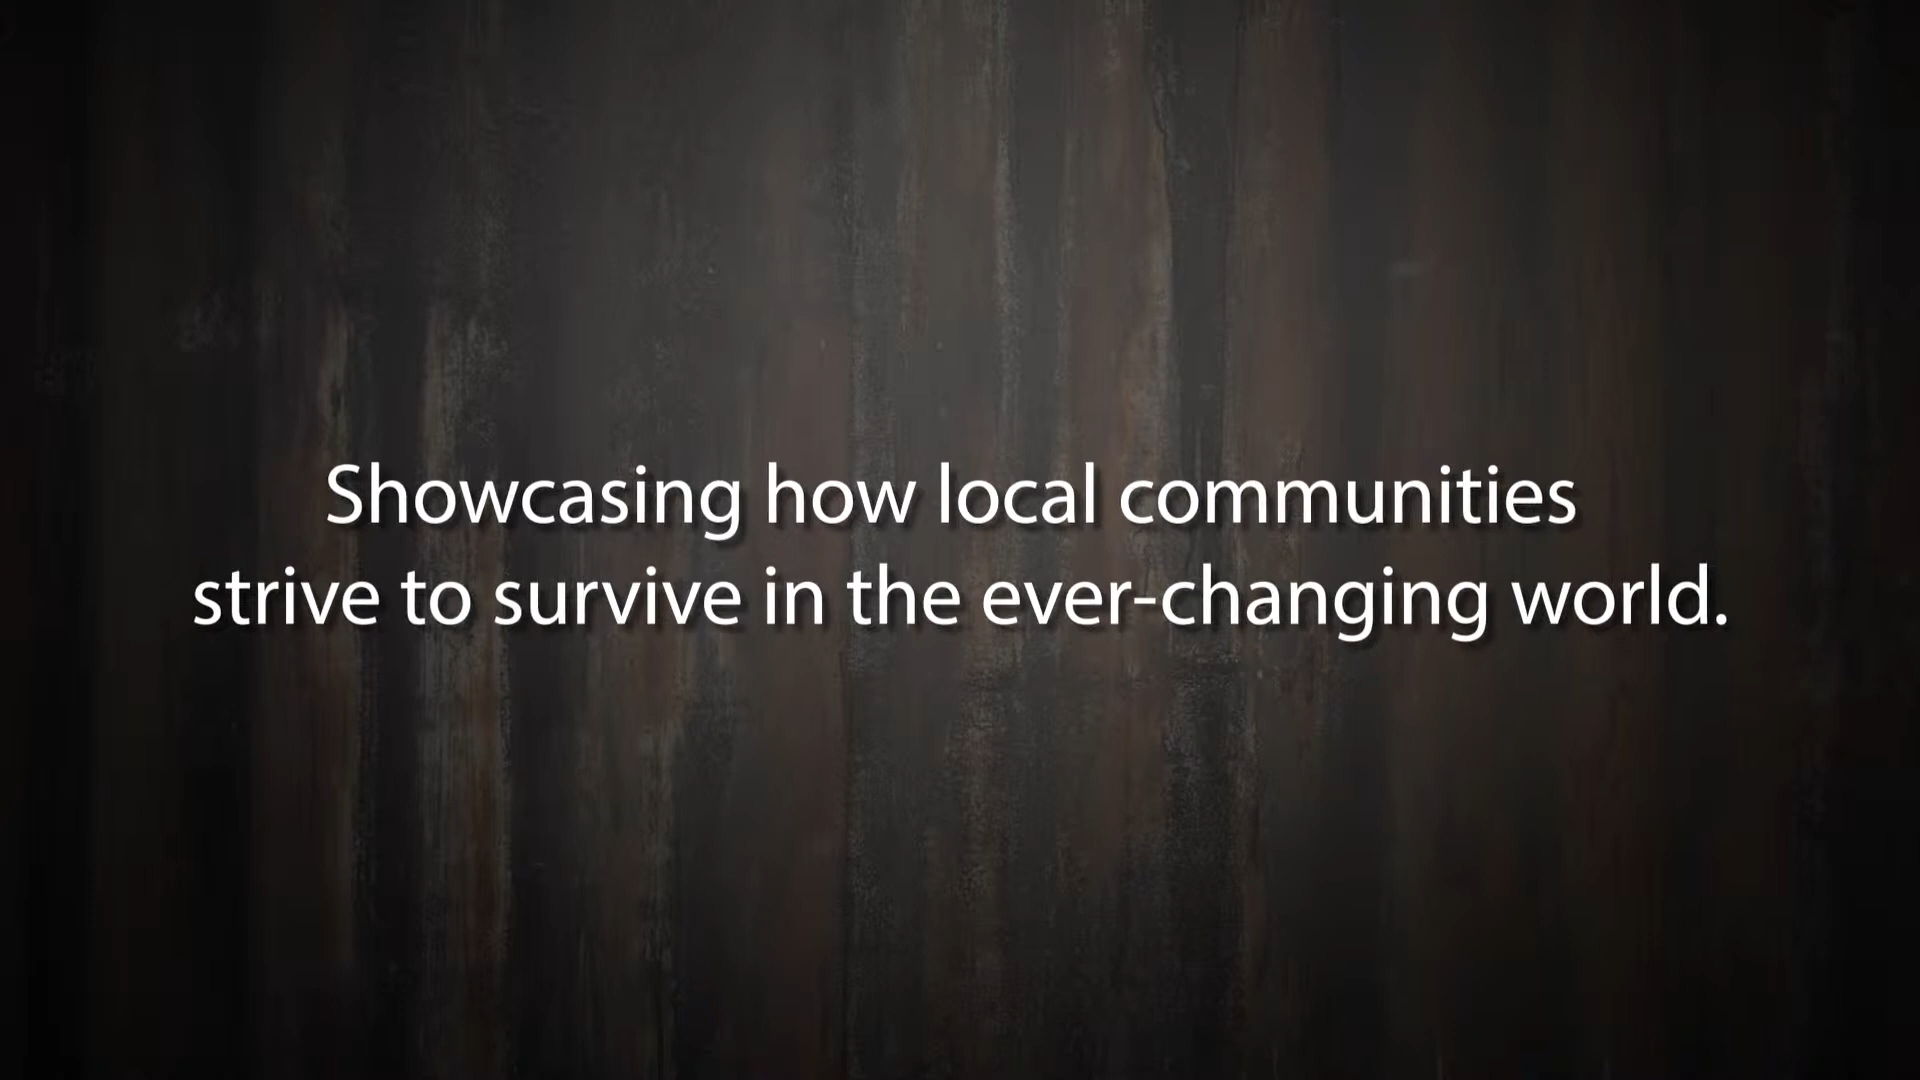 Showcasing how local communities
strive to survive in the ever-changing world.